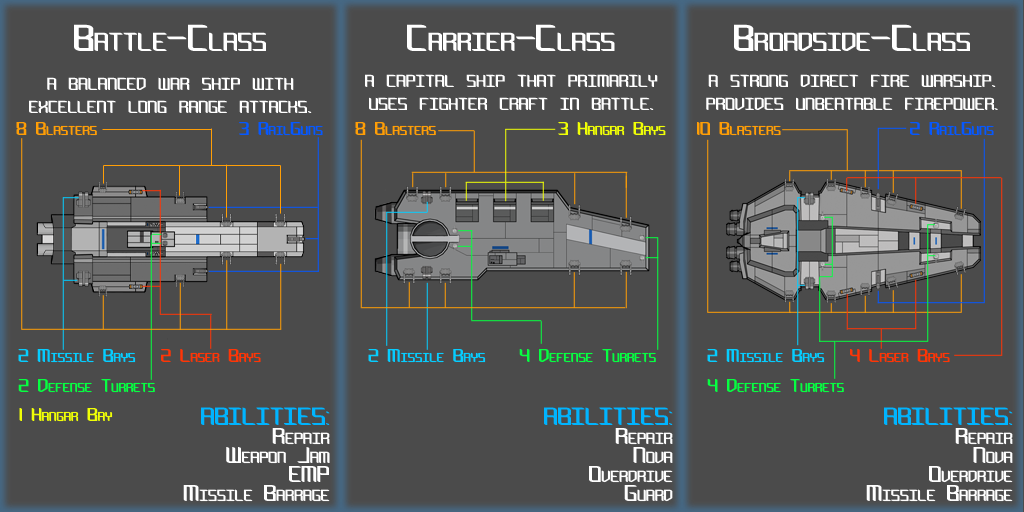 Battle-Class
A balanced war ship with
excellent long range attacks.
8 Blasters
3 RailGuns
2 Missile Bays
2 Laser Bays
2 Defense Turrets
1 Hangar Bay
Abilities:
Repair
Weapon Jam
EMP
Missile Barrage
Carrier-Class
A capital ship that primarily
uses fighter craft in battle.
8 Blasters
3 Hangar Bays
2 Missile Bays
4 Defense Turrets
Abilities:
Repair
Nova
Overdrive
Guard
Broadside-Class
A strong direct fire warship.
Provides unbeatable firepower.
10 Blasters
2 RailGuns
2 Missile Bays
4 Laser Bays
4 Defense Turrets
Abilities:
Repair
Nova
Overdrive
Missile Barrage